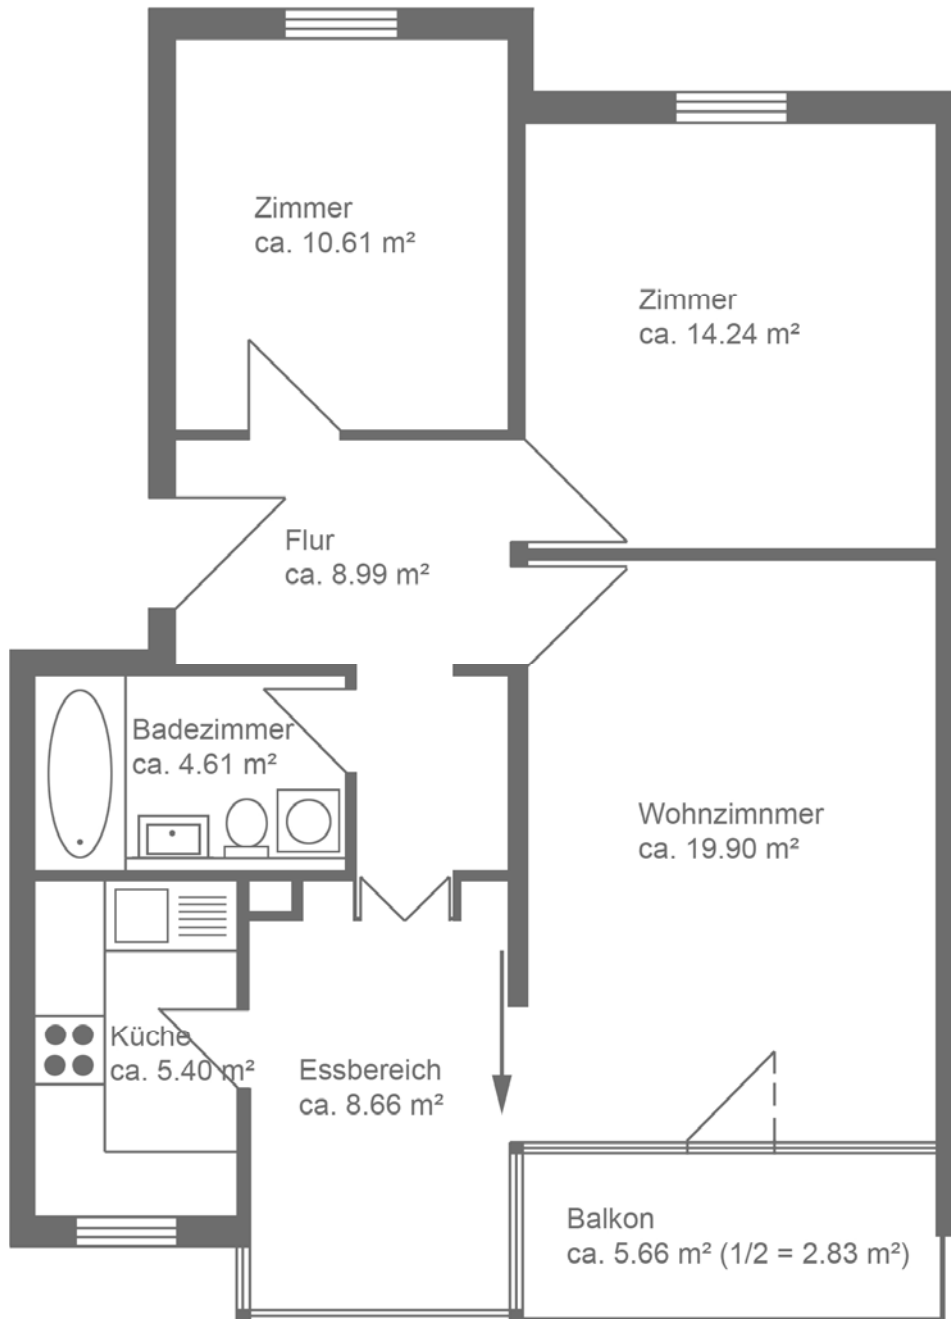 Zimmer
ca. 10.61 m²
Zimmer
ca. 14.24 m²
Flur
ca. 8.99 m²
Badezimmer
ca. 4.61 m²
Wohnzimnmer
ca. 19.90 m²
Küche
ca. 5.40 m²
Essbereich
ca. 8.66 m²
Balkon
ca. 5.66 m² (1/2 = 2.83 m²)